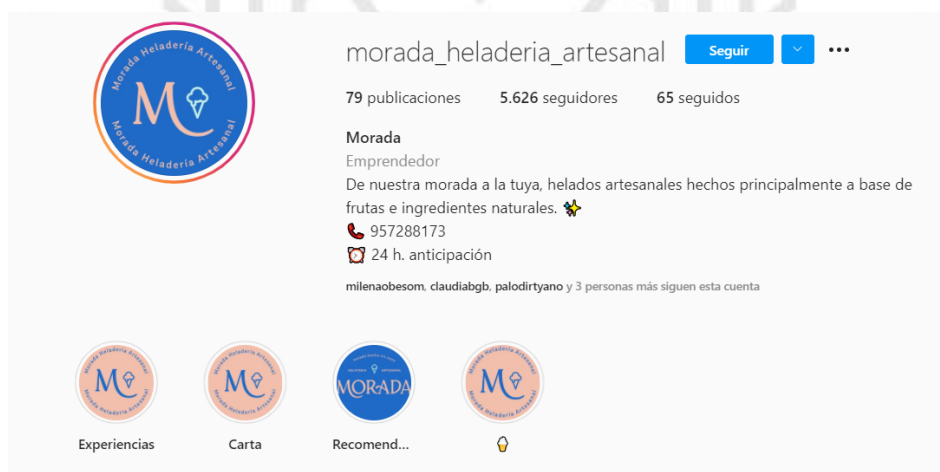 morada_heladeria_artesanal Seguir
79 publicaciones 5.626 seguidores 65 seguidos
Morada
Emprendedor
De nuestra morada a la tuya, helados artesanales hechos principalmente a base de
frutas e ingredientes naturales. ✨
📞 957288173
⏰ 24 h. anticipación
milenaobesom, claudiabgb, palodirtyano y 3 personas más siguen esta cuenta
Morada Heladería Artesanal
M
Morada Heladería Artesanal
Morada Heladería Artesanal
M
Morada Heladería Artesanal
Experiencias
Morada Heladería Artesanal
M
Morada Heladería Artesanal
Carta
MORADA
Recomend...
Morada Heladería Artesanal
M
Morada Heladería Artesanal
🍦